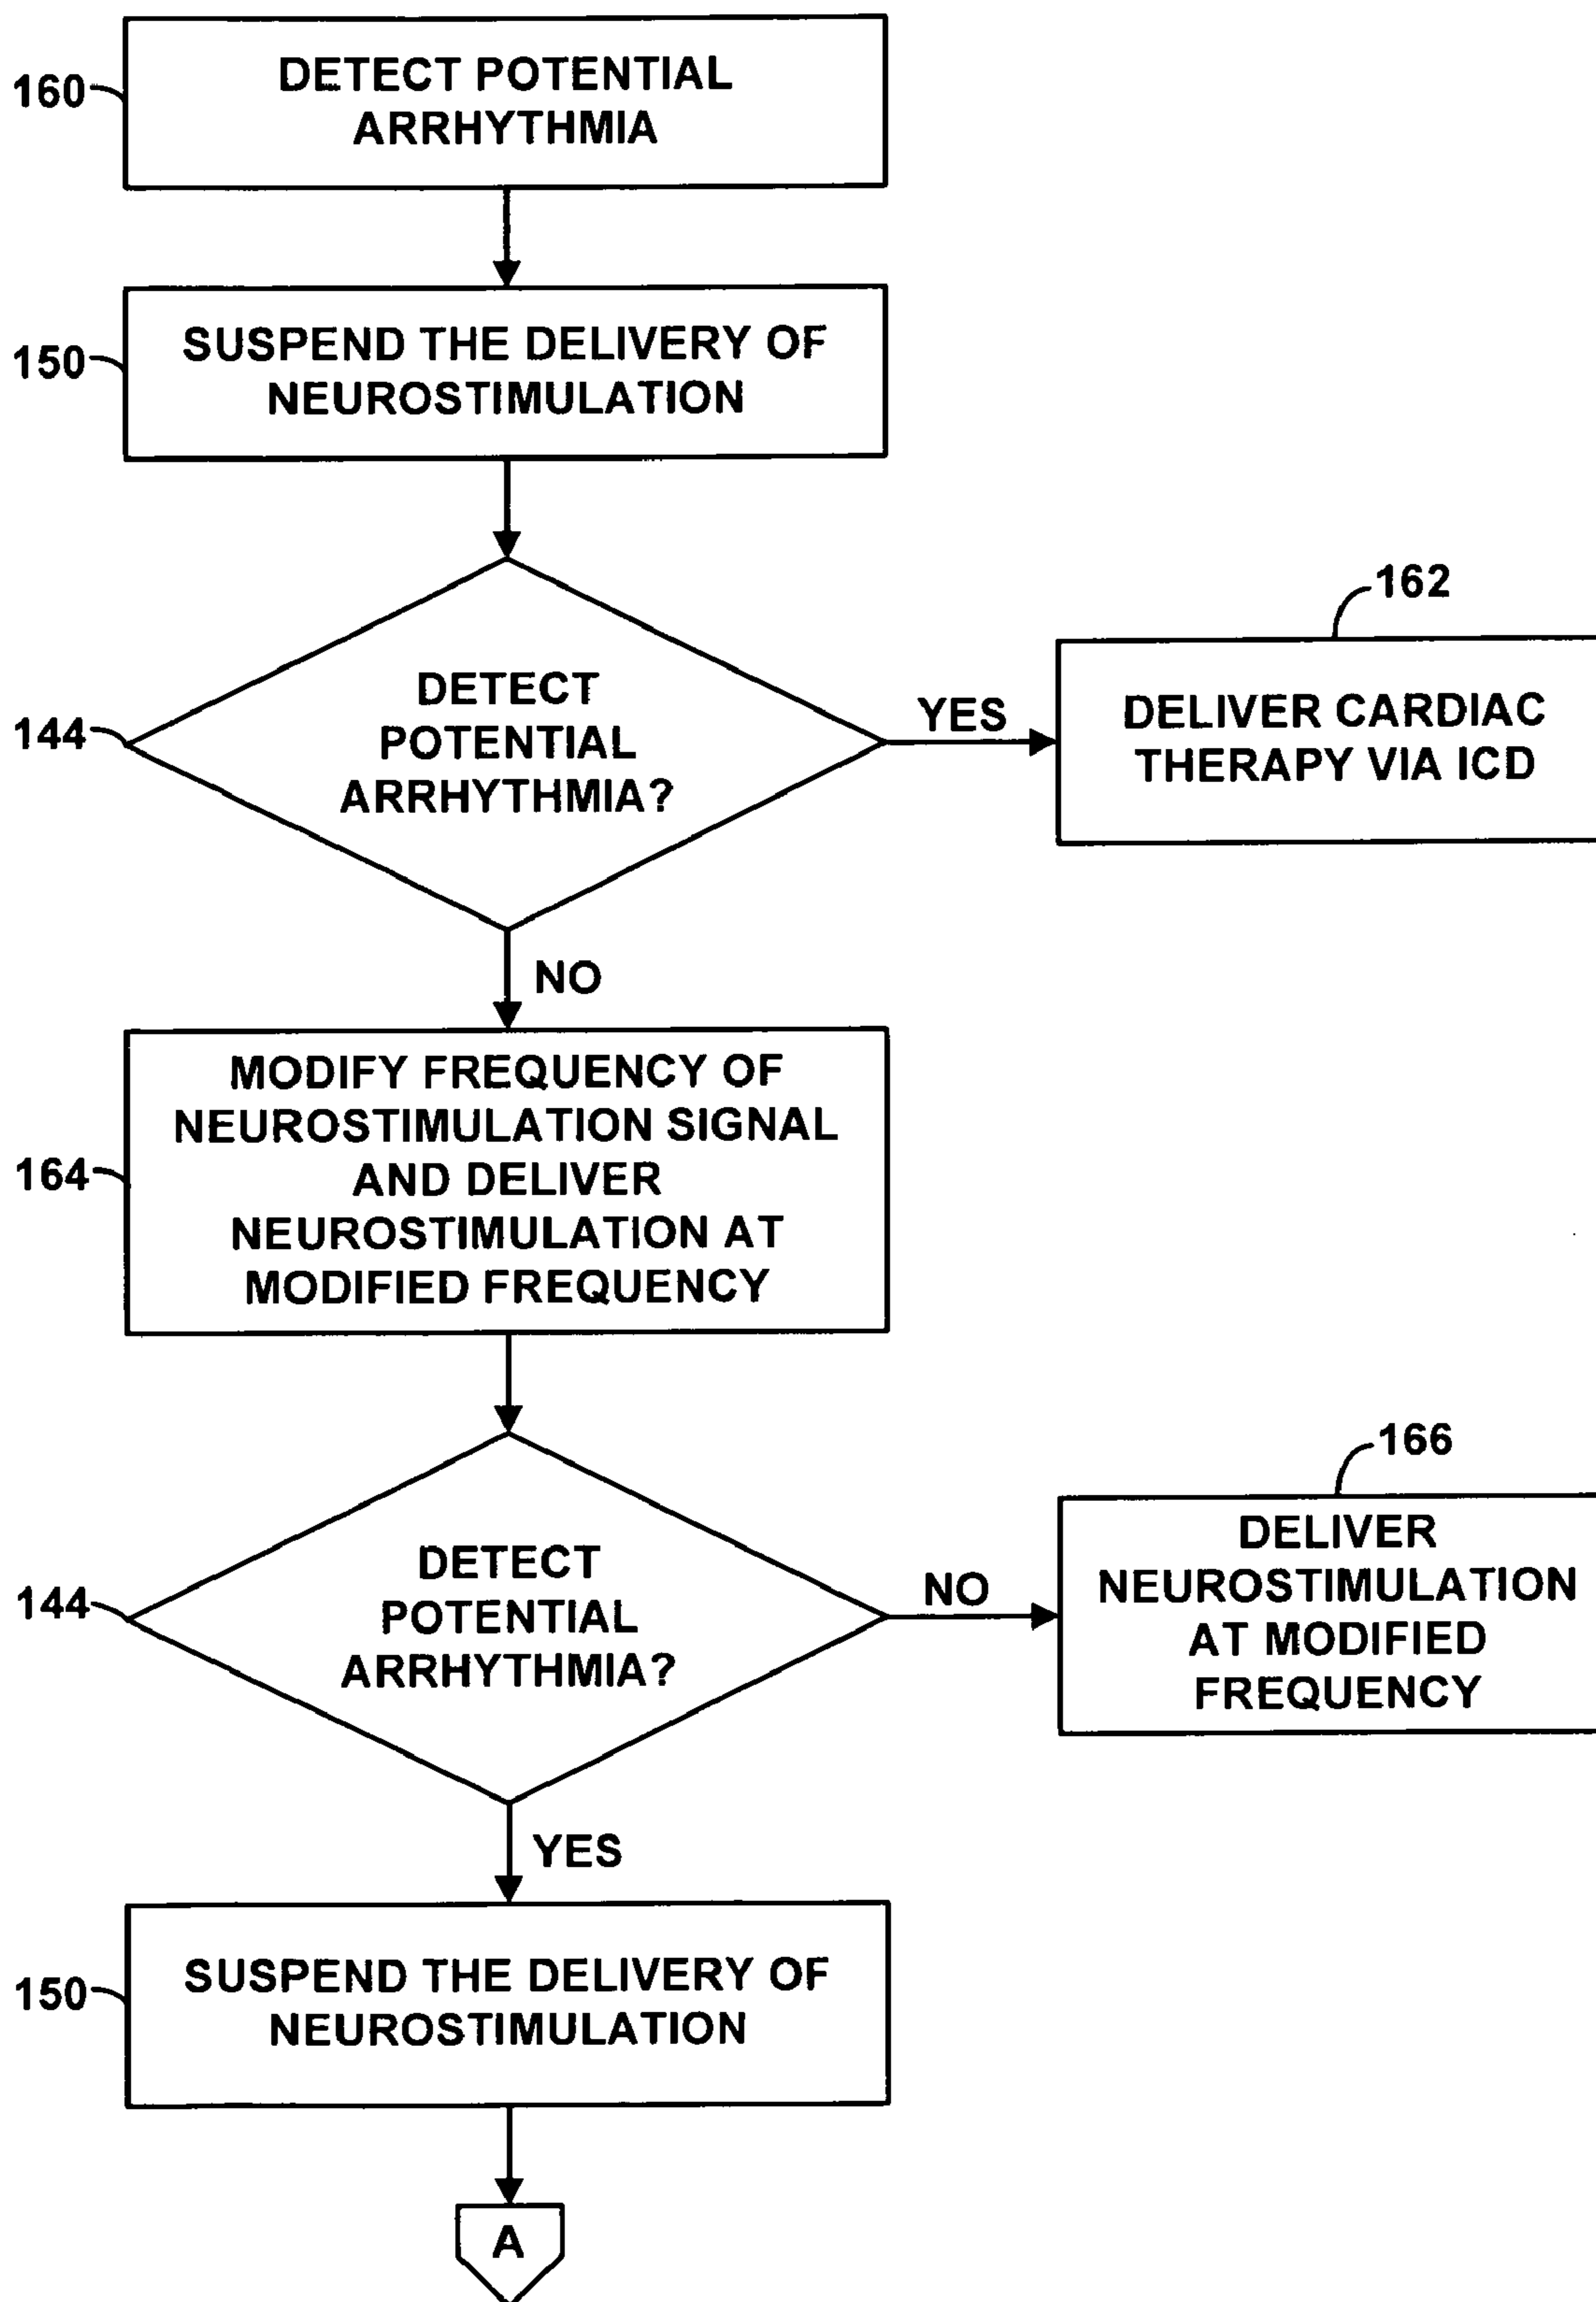 160
DETECT POTENTIAL
ARRHYTHMIA
150
SUSPEND THE DELIVERY OF
NEUROSTIMULATION
144
DETECT
POTENTIAL
ARRHYTHMIA?
YES
162
DELIVER CARDIAC
THERAPY VIA ICD
NO
164
MODIFY FREQUENCY OF
NEUROSTIMULATION SIGNAL
AND DELIVER
NEUROSTIMULATION AT
MODIFIED FREQUENCY
144
DETECT
POTENTIAL
ARRHYTHMIA?
NO
166
DELIVER
NEUROSTIMULATION
AT MODIFIED
FREQUENCY
YES
150
SUSPEND THE DELIVERY OF
NEUROSTIMULATION
A